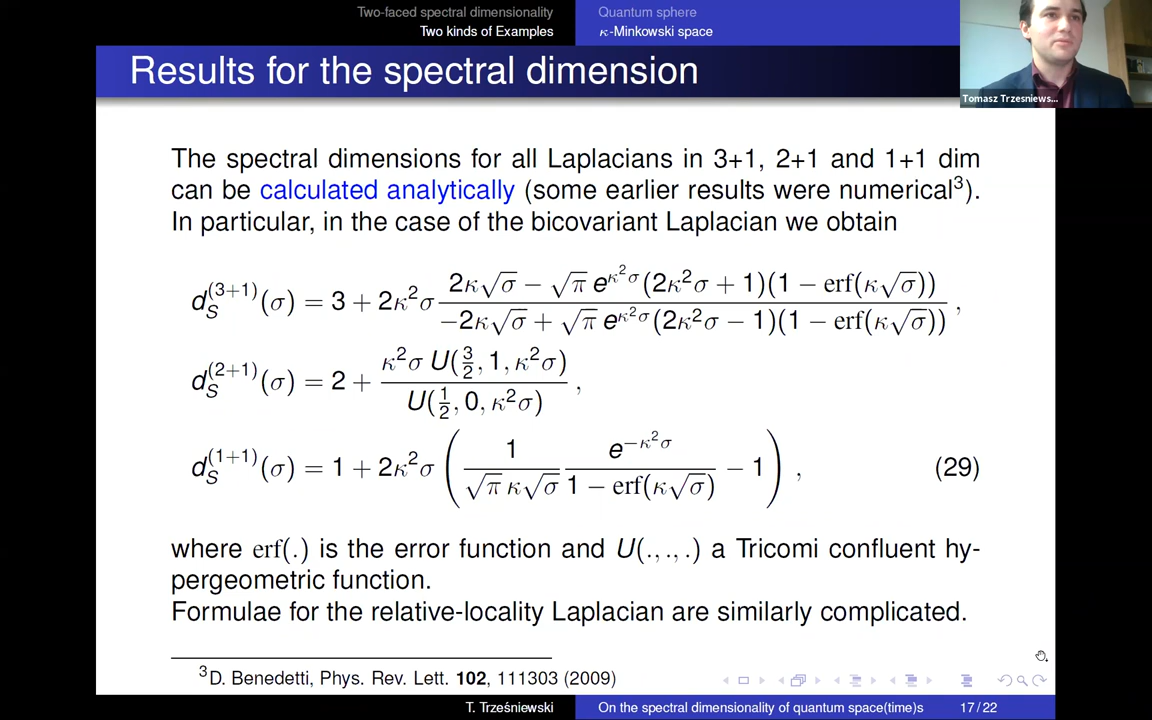 Two-faced spectral dimensionality
Two kinds of Examples
Quantum sphere
κ-Minkowski space
Results for the spectral dimension
Tomasz Trzesniews...
The spectral dimensions for all Laplacians in 3+1, 2+1 and 1+1 dim
can be calculated analytically (some earlier results were numerical³).
In particular, in the case of the bicovariant Laplacian we obtain
d_S^{(3+1)}(σ) = 3 + 2κ²σ \frac{2κ√σ − √π e^{κ²σ}(2κ²σ + 1)(1 − erf(κ√σ))}{−2κ√σ + √π e^{κ²σ}(2κ²σ − 1)(1 − erf(κ√σ))} ,
d_S^{(2+1)}(σ) = 2 + \frac{κ²σ U(\frac{3}{2}, 1, κ²σ)}{U(\frac{1}{2}, 0, κ²σ)} ,
d_S^{(1+1)}(σ) = 1 + 2κ²σ ( \frac{1}{√π κ√σ} \frac{e^{−κ²σ}}{1 − erf(κ√σ)} − 1 ) , (29)
where erf(.) is the error function and U(., ., .) a Tricomi confluent hy-
pergeometric function.
Formulae for the relative-locality Laplacian are similarly complicated.
³D. Benedetti, Phys. Rev. Lett. 102, 111303 (2009)
T. Trześniewski
On the spectral dimensionality of quantum space(time)s
17/22